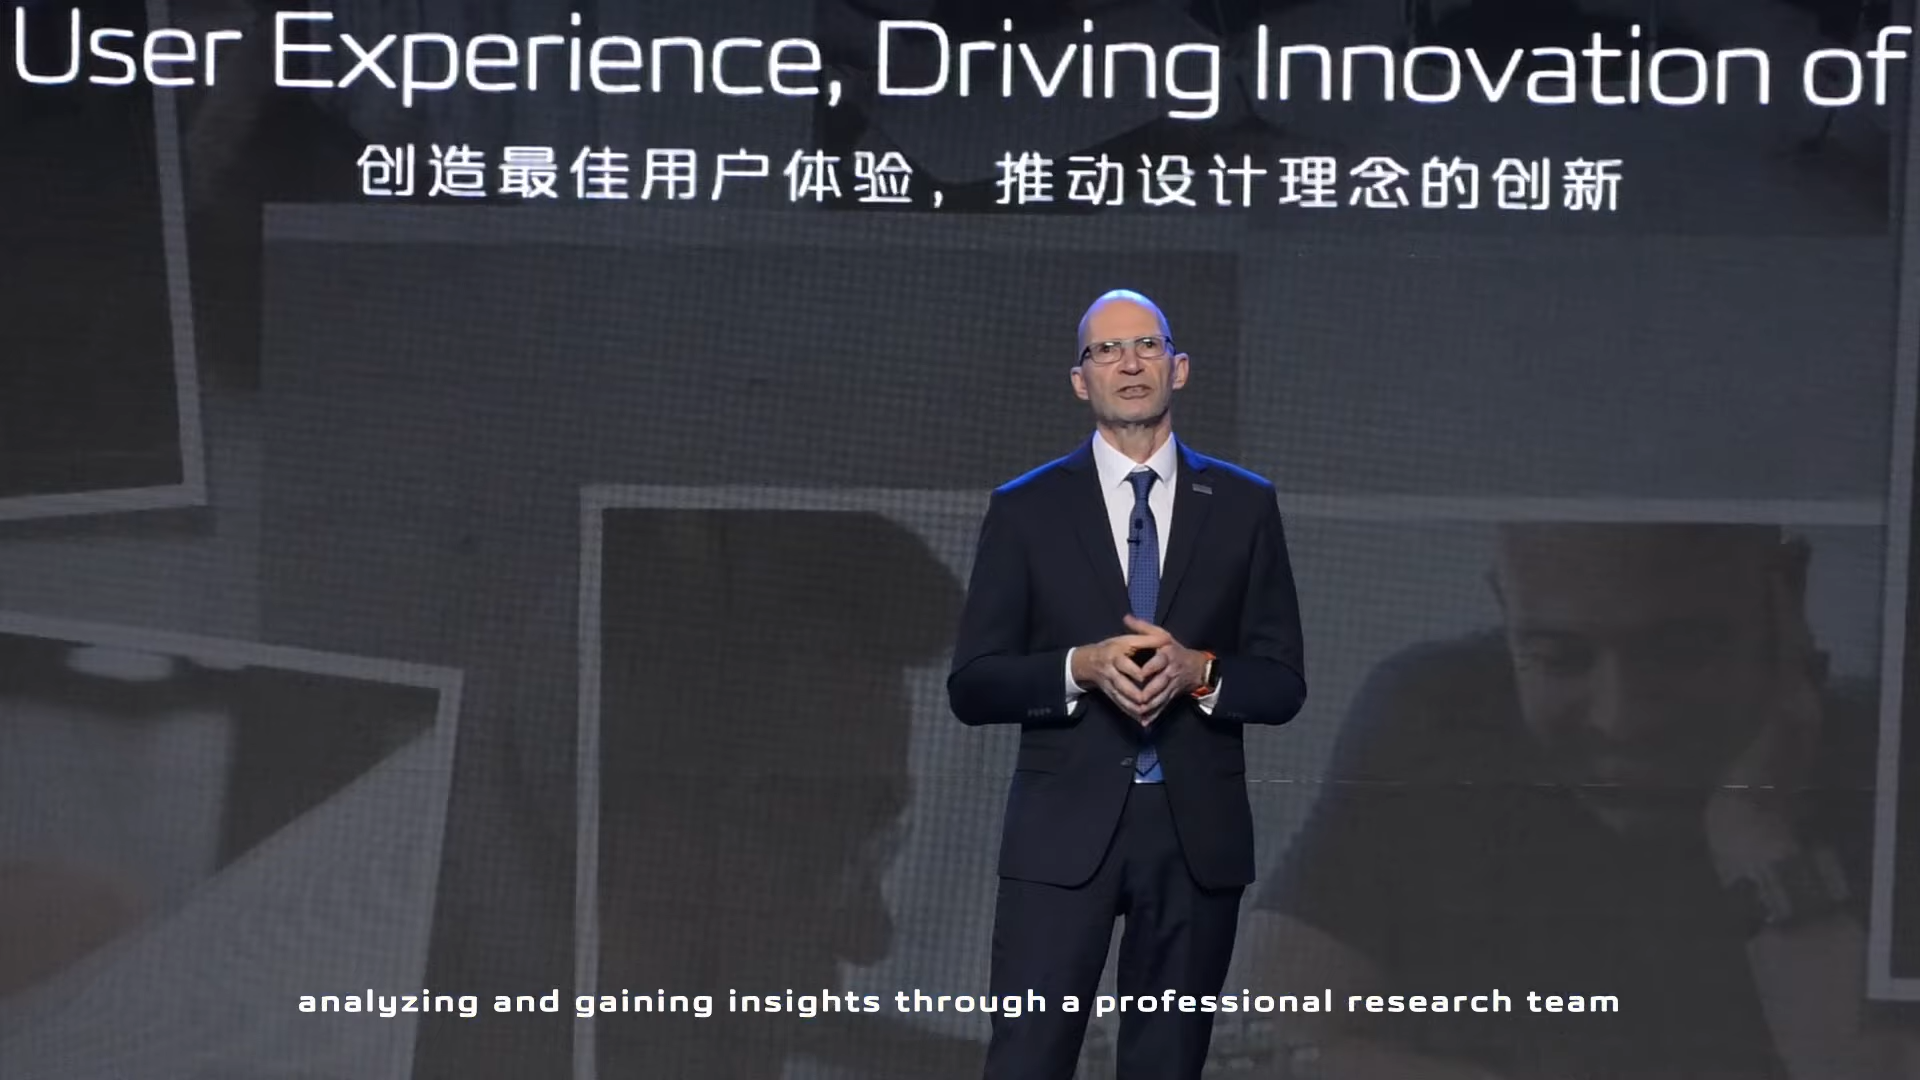 User Experience, Driving Innovation of
创造最佳用户体验，推动设计理念的创新
analyzing and gaining insights through a professional research team